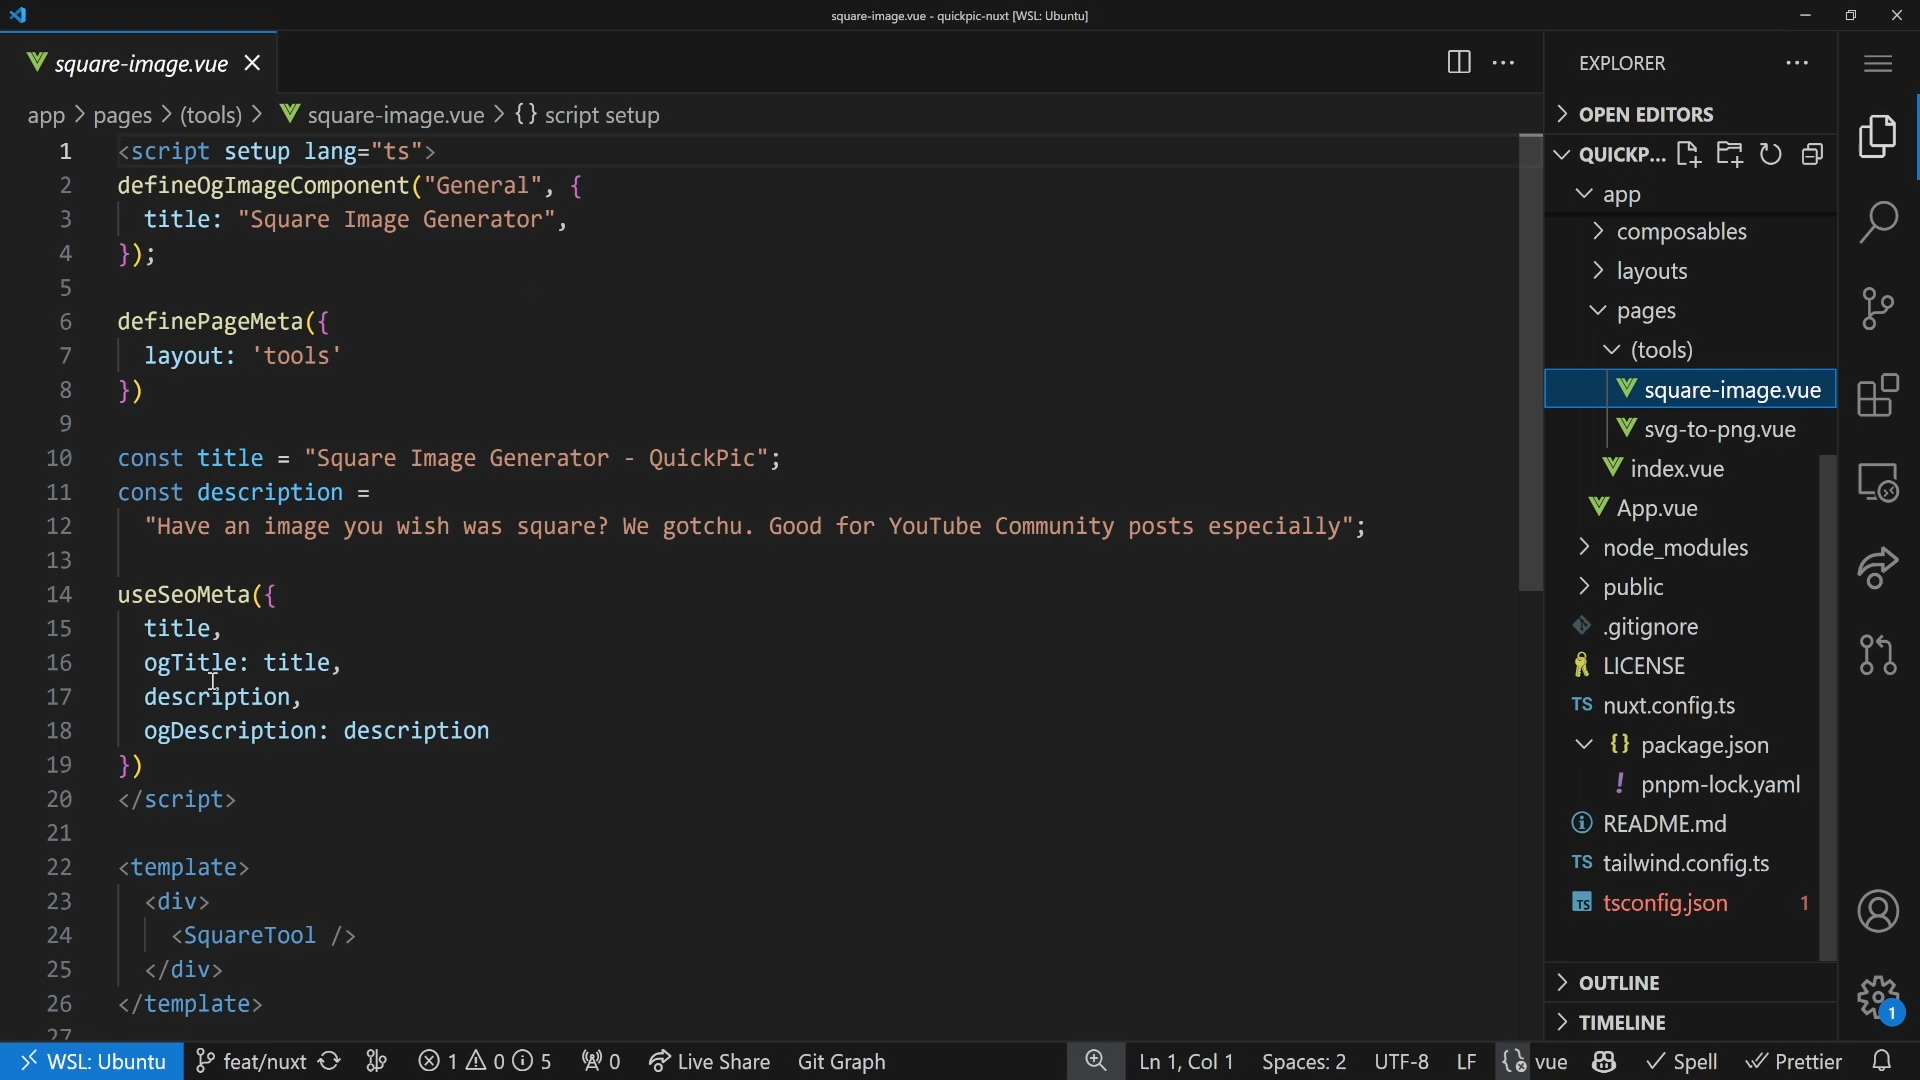 square-image.vue - quickpic-nuxt [WSL: Ubuntu]
square-image.vue
app > pages > (tools) > square-image.vue > {} script setup
1 <script setup lang="ts">
2 defineOgImageComponent("General", {
3 title: "Square Image Generator",
4 });
5
6 definePageMeta({
7 layout: 'tools'
8 })
9
10 const title = "Square Image Generator - QuickPic";
11 const description =
12 "Have an image you wish was square? We gotchu. Good for YouTube Community posts especially";
13
14 useSeoMeta({
15 title,
16 ogTitle: title,
17 description,
18 ogDescription: description
19 })
20 </script>
21
22 <template>
23 <div>
24 <SquareTool />
25 </div>
26 </template>
27
EXPLORER
OPEN EDITORS
QUICKP...
app
composables
layouts
pages
(tools)
square-image.vue
svg-to-png.vue
index.vue
App.vue
node_modules
public
.gitignore
LICENSE
TS nuxt.config.ts
{} package.json
! pnpm-lock.yaml
README.md
TS tailwind.config.ts
TS tsconfig.json 1
OUTLINE
TIMELINE
1
WSL: Ubuntu feat/nuxt 1 0 5 0 Live Share Git Graph Ln 1, Col 1 Spaces: 2 UTF-8 LF vue Spell Prettier